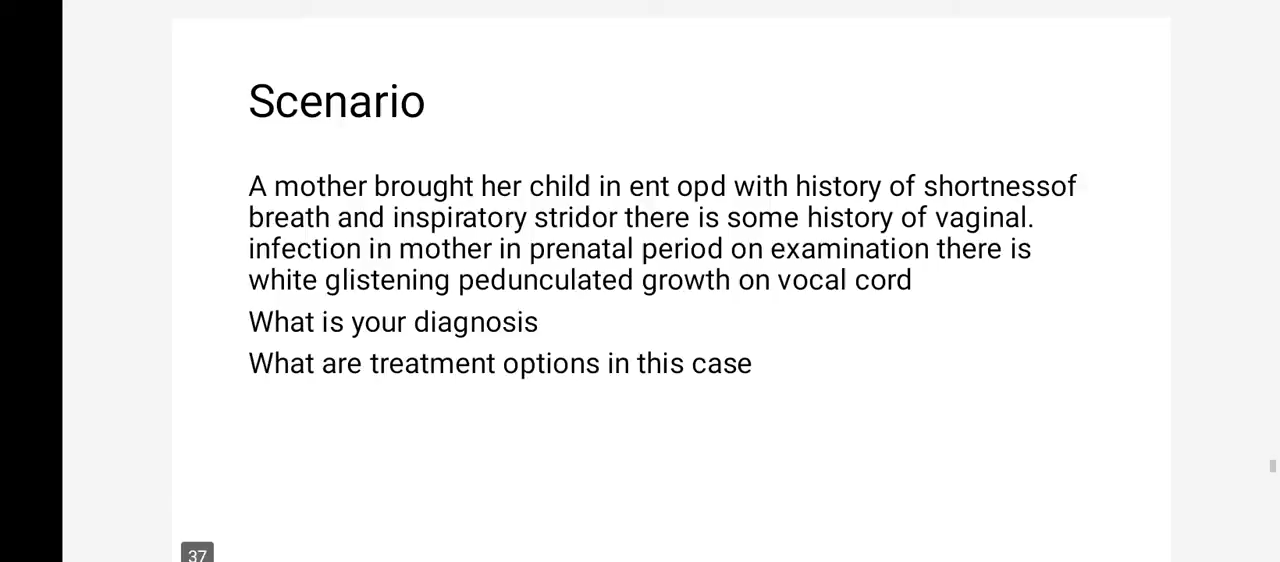 Scenario
A mother brought her child in ent opd with history of shortnessof
breath and inspiratory stridor there is some history of vaginal.
infection in mother in prenatal period on examination there is
white glistening pedunculated growth on vocal cord
What is your diagnosis
What are treatment options in this case
37